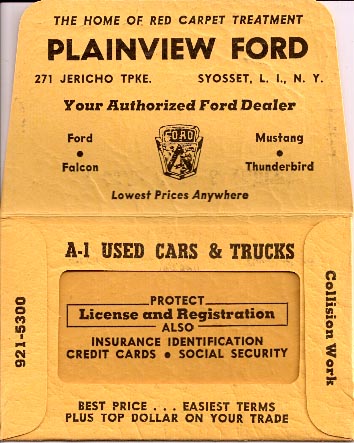 THE HOME OF RED CARPET TREATMENT
PLAINVIEW FORD
271 JERICHO TPKE. SYOSSET, L. I., N. Y.
Your Authorized Ford Dealer
Ford Mustang
FORD
Falcon Thunderbird
Lowest Prices Anywhere
A-1 USED CARS & TRUCKS
921-5300
PROTECT
License and Registration
ALSO
INSURANCE IDENTIFICATION
CREDIT CARDS ● SOCIAL SECURITY
Collision Work
BEST PRICE . . . EASIEST TERMS
PLUS TOP DOLLAR ON YOUR TRADE